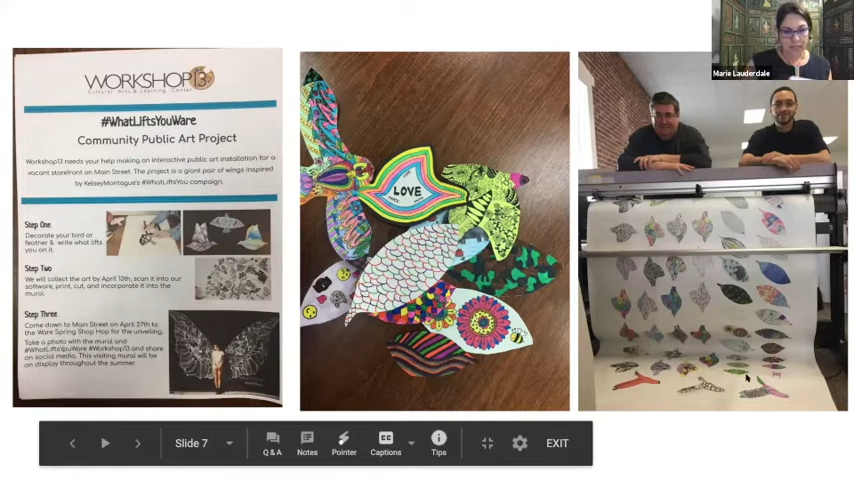 Marie Lauderdale
WORKSHOP13
Cultural Arts & Learning Center
#WhatLIftsYouWare
Community Public Art Project
Workshop13 needs your help making an interactive public art installation for a
vacant storefront on Main Street. The project is a giant pair of wings inspired
by KelseyMontague's #WhatLiftsYou campaign.
Step One
Decorate your bird or
feather & write what lifts
you on it.
Step Two
We will collect the art by April 13th, scan it into our
software, print, cut, and incorporate it into the
mural.
Step Three
Come down to Main Street on April 27th to
the Ware Spring Shop Hop for the unveiling.
Take a photo with the mural and
#WhatLiftsYouWare #Workshop13 and share
on social media. This visiting mural will be
on display throughout the summer.
LOVE
Slide 7
Q & A
Notes
Pointer
CC
Captions
Tips
EXIT